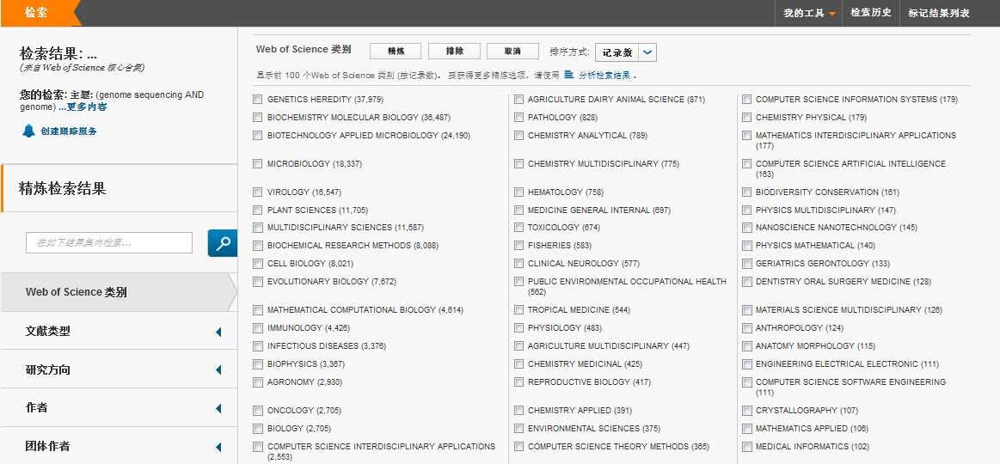 检索
我的工具
检索历史
标记结果列表
检索结果: ...
(来自 Web of Science 核心合集)
您的检索: 主题: (genome sequencing AND
genome) ...更多内容
创建跟踪服务
精炼检索结果
在如下结果集内检索...
Web of Science 类别
文献类型
研究方向
作者
团体作者
Web of Science 类别
精炼
排除
取消
排序方式:
记录数
显示前 100 个Web of Science 类别 (按记录数)。 要获得更多精炼选项，请使用 分析检索结果 。
GENETICS HEREDITY (37,979)
BIOCHEMISTRY MOLECULAR BIOLOGY (36,487)
BIOTECHNOLOGY APPLIED MICROBIOLOGY (24,190)
MICROBIOLOGY (18,337)
VIROLOGY (16,547)
PLANT SCIENCES (11,705)
MULTIDISCIPLINARY SCIENCES (11,687)
BIOCHEMICAL RESEARCH METHODS (8,088)
CELL BIOLOGY (8,021)
EVOLUTIONARY BIOLOGY (7,672)
MATHEMATICAL COMPUTATIONAL BIOLOGY (4,614)
IMMUNOLOGY (4,426)
INFECTIOUS DISEASES (3,376)
BIOPHYSICS (3,367)
AGRONOMY (2,930)
ONCOLOGY (2,705)
BIOLOGY (2,705)
COMPUTER SCIENCE INTERDISCIPLINARY APPLICATIONS
(2,553)
AGRICULTURE DAIRY ANIMAL SCIENCE (871)
PATHOLOGY (828)
CHEMISTRY ANALYTICAL (789)
CHEMISTRY MULTIDISCIPLINARY (775)
HEMATOLOGY (758)
MEDICINE GENERAL INTERNAL (697)
TOXICOLOGY (674)
FISHERIES (583)
CLINICAL NEUROLOGY (577)
PUBLIC ENVIRONMENTAL OCCUPATIONAL HEALTH
(562)
TROPICAL MEDICINE (544)
PHYSIOLOGY (483)
AGRICULTURE MULTIDISCIPLINARY (447)
CHEMISTRY MEDICINAL (425)
REPRODUCTIVE BIOLOGY (417)
CHEMISTRY APPLIED (391)
ENVIRONMENTAL SCIENCES (375)
COMPUTER SCIENCE THEORY METHODS (365)
COMPUTER SCIENCE INFORMATION SYSTEMS (179)
CHEMISTRY PHYSICAL (179)
MATHEMATICS INTERDISCIPLINARY APPLICATIONS
(177)
COMPUTER SCIENCE ARTIFICIAL INTELLIGENCE
(163)
BIODIVERSITY CONSERVATION (161)
PHYSICS MULTIDISCIPLINARY (147)
NANOSCIENCE NANOTECHNOLOGY (145)
PHYSICS MATHEMATICAL (140)
GERIATRICS GERONTOLOGY (133)
DENTISTRY ORAL SURGERY MEDICINE (128)
MATERIALS SCIENCE MULTIDISCIPLINARY (126)
ANTHROPOLOGY (124)
ANATOMY MORPHOLOGY (115)
ENGINEERING ELECTRICAL ELECTRONIC (111)
COMPUTER SCIENCE SOFTWARE ENGINEERING
(111)
CRYSTALLOGRAPHY (107)
MATHEMATICS APPLIED (106)
MEDICAL INFORMATICS (102)